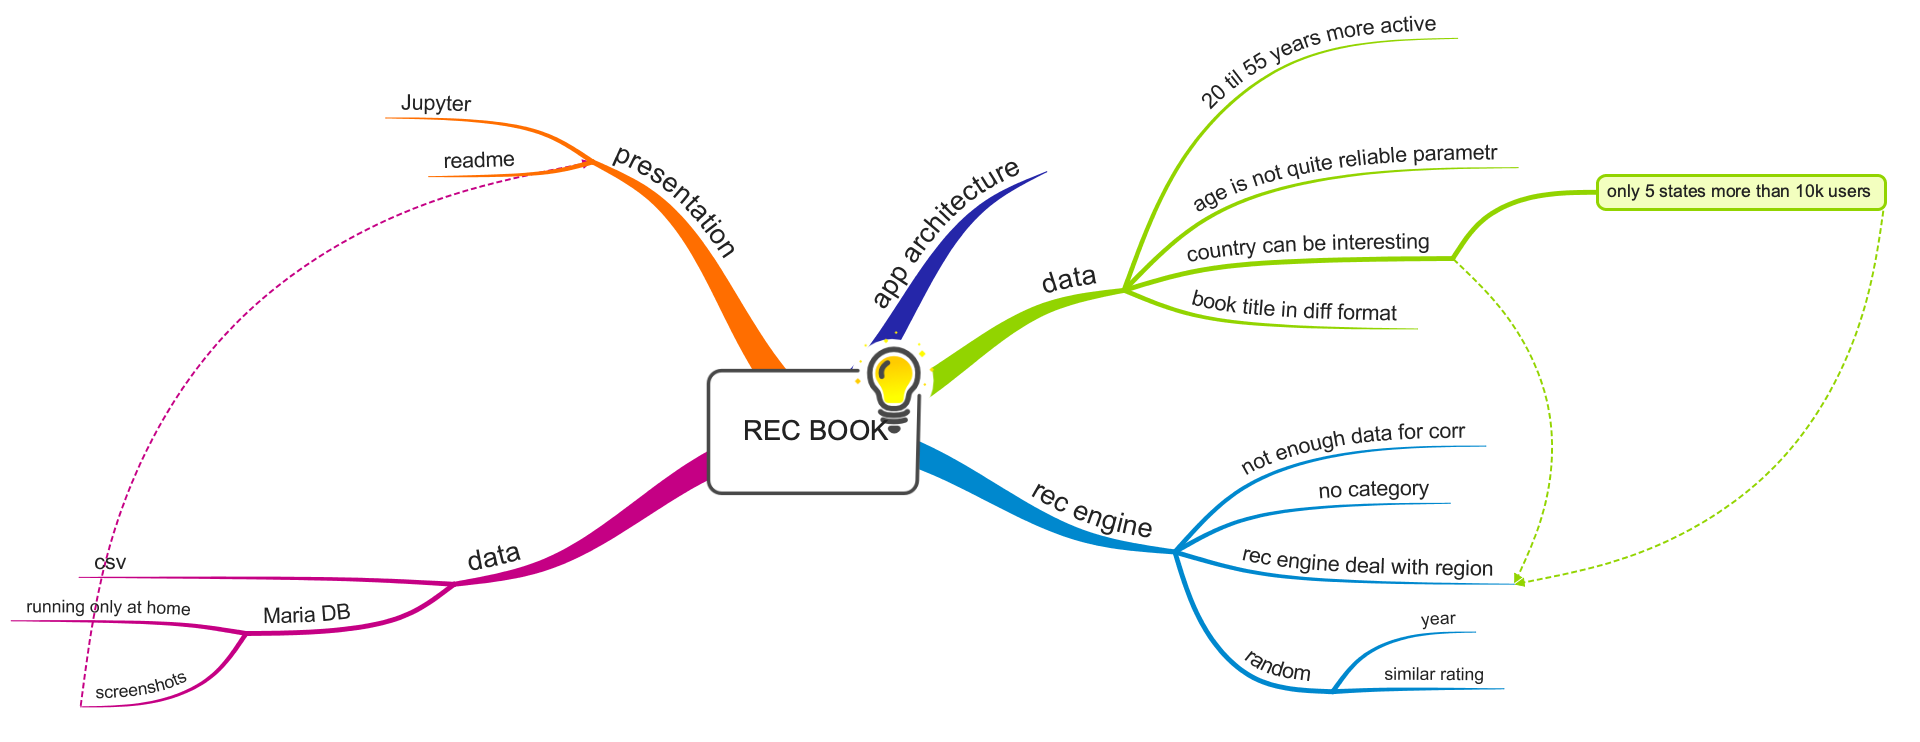 REC BOOK
presentation
Jupyter
readme
app architecture
data
20 til 55 years more active
age is not quite reliable parametr
country can be interesting
only 5 states more than 10k users
book title in diff format
rec engine
not enough data for corr
no category
rec engine deal with region
random
year
similar rating
data
csv
Maria DB
running only at home
screenshots